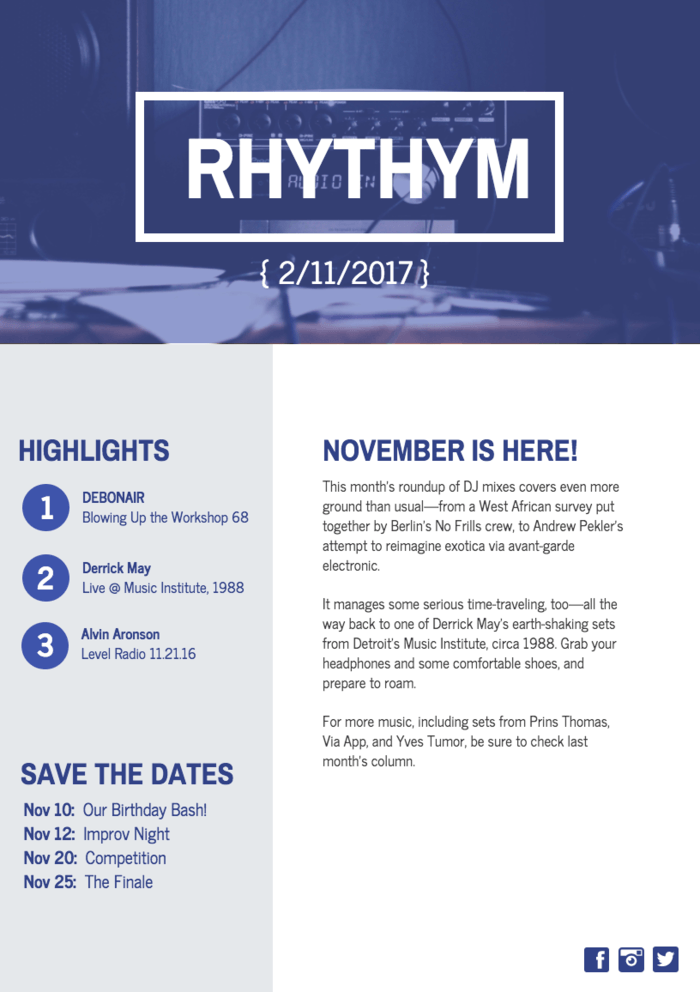 RHYTHYM
AUDIO IN
{ 2/11/2017 }
HIGHLIGHTS
1
DEBONAIR
Blowing Up the Workshop 68
2
Derrick May
Live @ Music Institute, 1988
3
Alvin Aronson
Level Radio 11.21.16
SAVE THE DATES
Nov 10: Our Birthday Bash!
Nov 12: Improv Night
Nov 20: Competition
Nov 25: The Finale
NOVEMBER IS HERE!
This month's roundup of DJ mixes covers even more
ground than usual—from a West African survey put
together by Berlin's No Frills crew, to Andrew Pekler's
attempt to reimagine exotica via avant-garde
electronic.
It manages some serious time-traveling, too—all the
way back to one of Derrick May's earth-shaking sets
from Detroit's Music Institute, circa 1988. Grab your
headphones and some comfortable shoes, and
prepare to roam.
For more music, including sets from Prins Thomas,
Via App, and Yves Tumor, be sure to check last
month's column.